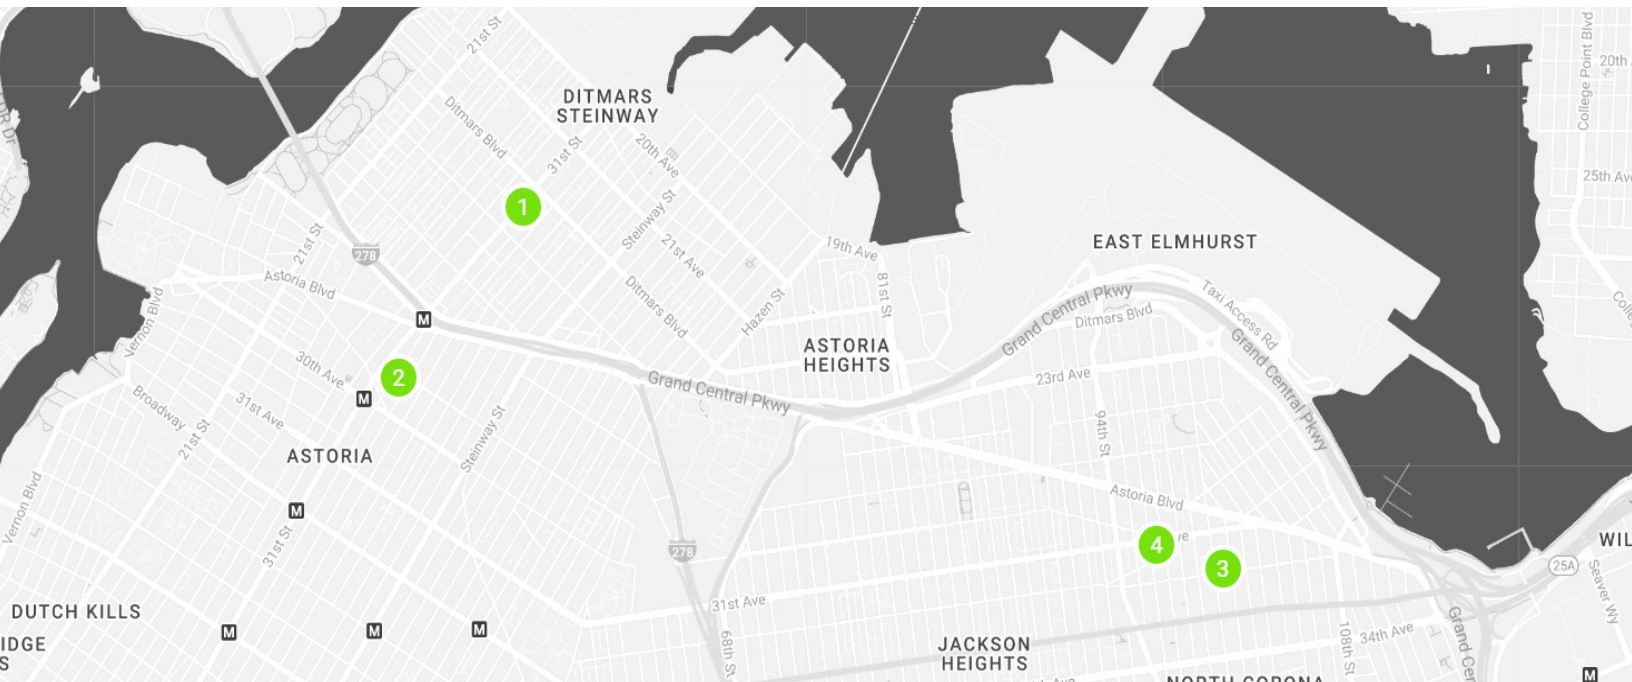 21st St
College Point Blvd
20th
DITMARS
STEINWAY
Ditmars Blvd
31st St
20th Ave
25th Ave
1
Steinway St
21st St
21st Ave
19th Ave
EAST ELMHURST
278
Astoria Blvd
81st St
Taxi Access Rd
Grand Central Pkwy
Vernon Blvd
Ditmars Blvd
Hazen St
Ditmars Blvd
M
ASTORIA
HEIGHTS
Grand Central Pkwy
30th Ave
2
Grand Central Pkwy
23rd Ave
M
Broadway
31st Ave
94th St
21st St
Steinway St
ASTORIA
Vernon Blvd
Astoria Blvd
M
31st St
278
4
3
WIL
25A
Seaver Wy
31st Ave
DUTCH KILLS
M
M
M
IDGE
S
68th St
JACKSON
HEIGHTS
108th St
34th Ave
Grand Cen
M
NORTH CORONA